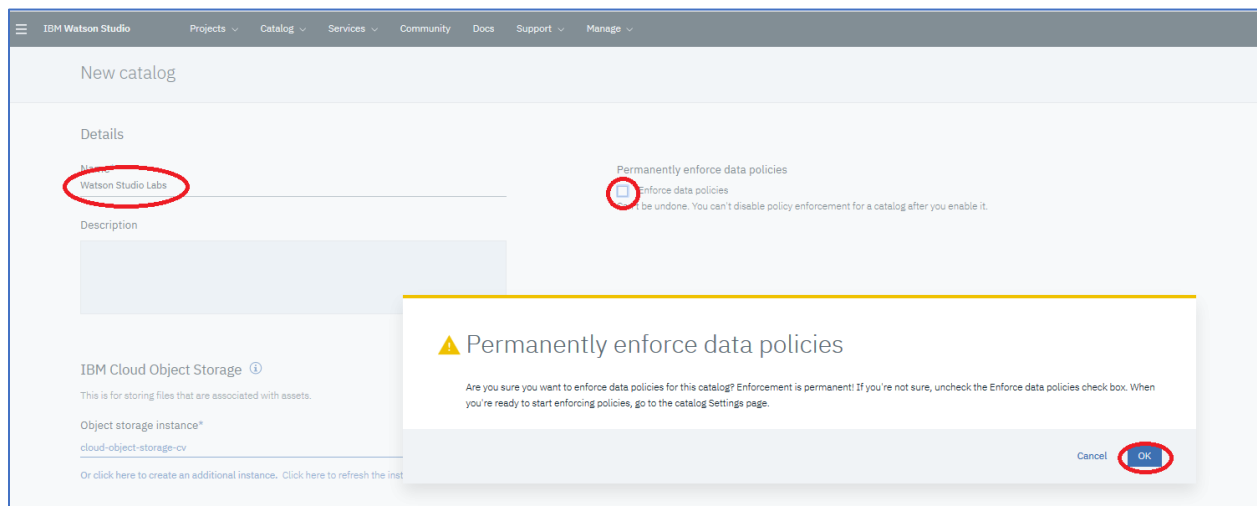 IBM Watson Studio Projects Catalog Services Community Docs Support Manage
New catalog
Details
Name*
Watson Studio Labs
Permanently enforce data policies
Enforce data policies
Can't be undone. You can't disable policy enforcement for a catalog after you enable it.
Description
Permanently enforce data policies
Are you sure you want to enforce data policies for this catalog? Enforcement is permanent! If you're not sure, uncheck the Enforce data policies check box. When
you're ready to start enforcing policies, go to the catalog Settings page.
Cancel OK
IBM Cloud Object Storage
This is for storing files that are associated with assets.
Object storage instance*
cloud-object-storage-cv
Or click here to create an additional instance. Click here to refresh the inst